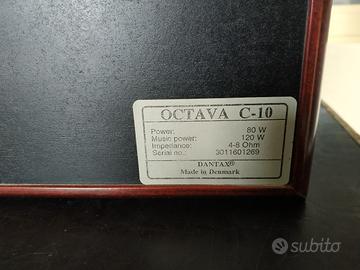 OCTAVA C-10
Power: 80 W
Music power: 120 W
Impedance: 4-8 Ohm
Serial no.: 3011601269
DANTAX®
Made in Denmark
subito